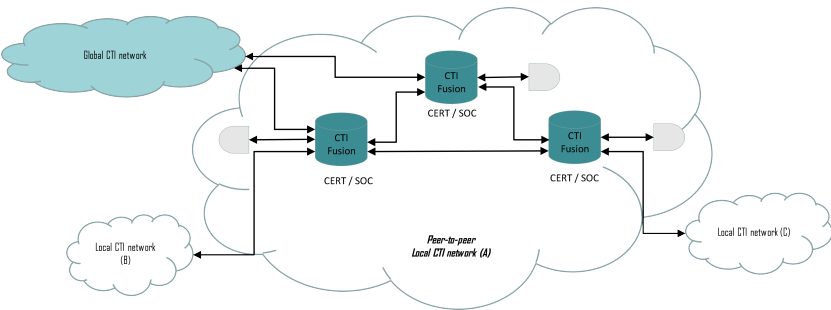 Global CTI network
CTI
Fusion
CERT / SOC
CTI
Fusion
CERT / SOC
CTI
Fusion
CERT / SOC
Local CTI network
(B)
Peer-to-peer
Local CTI network (A)
Local CTI network (C)